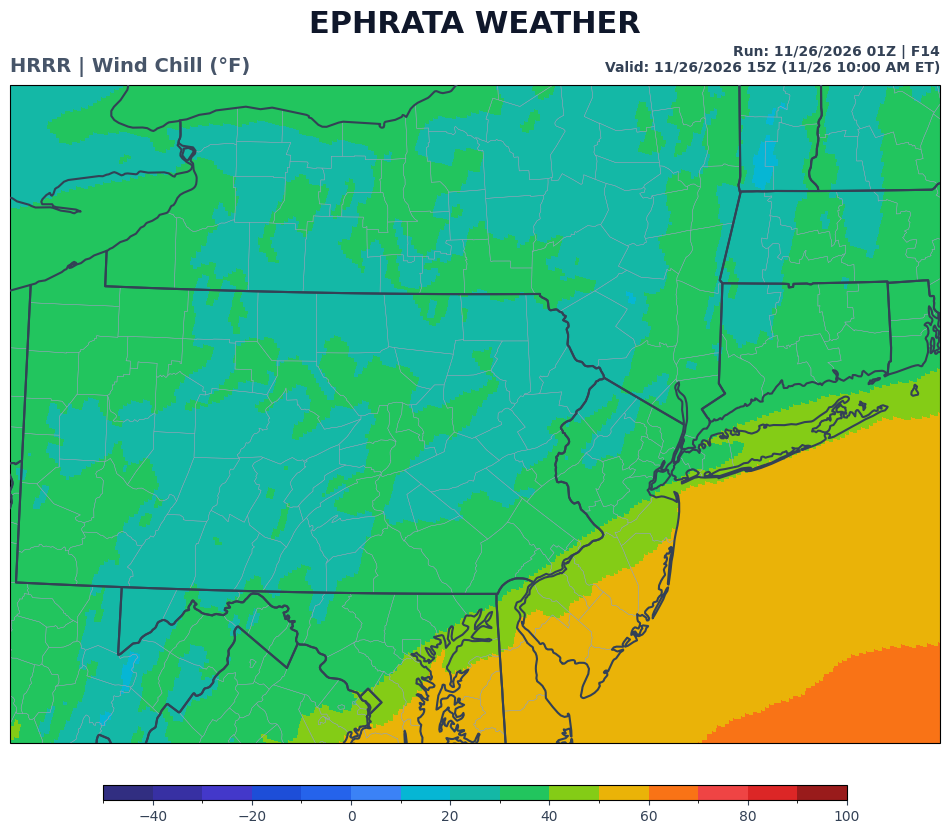 EPHRATA WEATHER
HRRR | Wind Chill (°F)
Run: 11/26/2026 01Z | F14
Valid: 11/26/2026 15Z (11/26 10:00 AM ET)
−40 −20 0 20 40 60 80 100